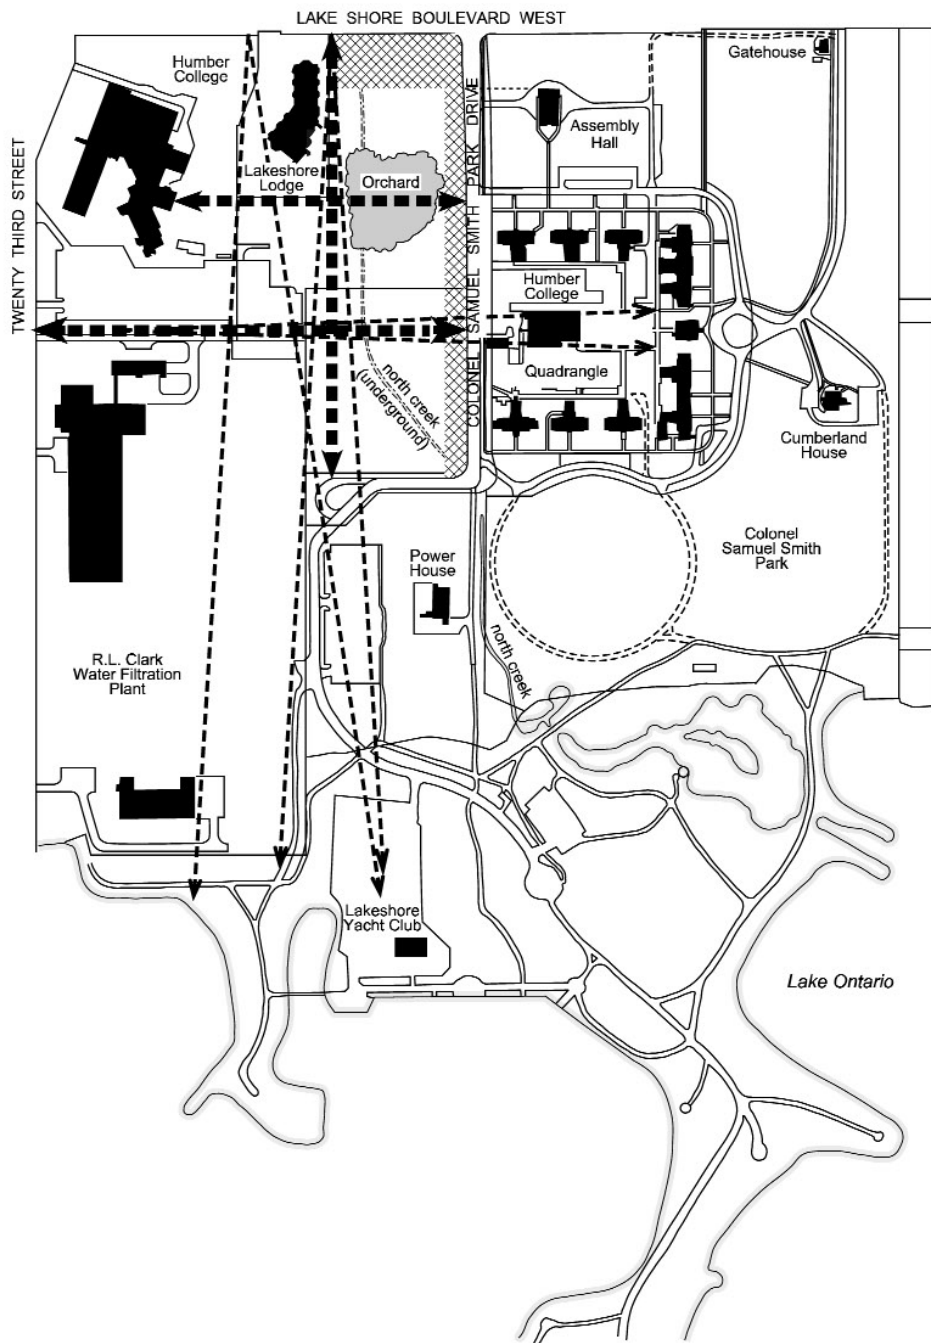 LAKE SHORE BOULEVARD WEST
Humber
College
Gatehouse
TWENTY THIRD STREET
COLONEL SAMUEL SMITH PARK DRIVE
Assembly
Hall
Lakeshore
Lodge
Orchard
Humber
College
Quadrangle
north creek
(underground)
Cumberland
House
Colonel
Samuel Smith
Park
Power
House
north creek
R.L. Clark
Water Filtration
Plant
Lakeshore
Yacht Club
Lake Ontario